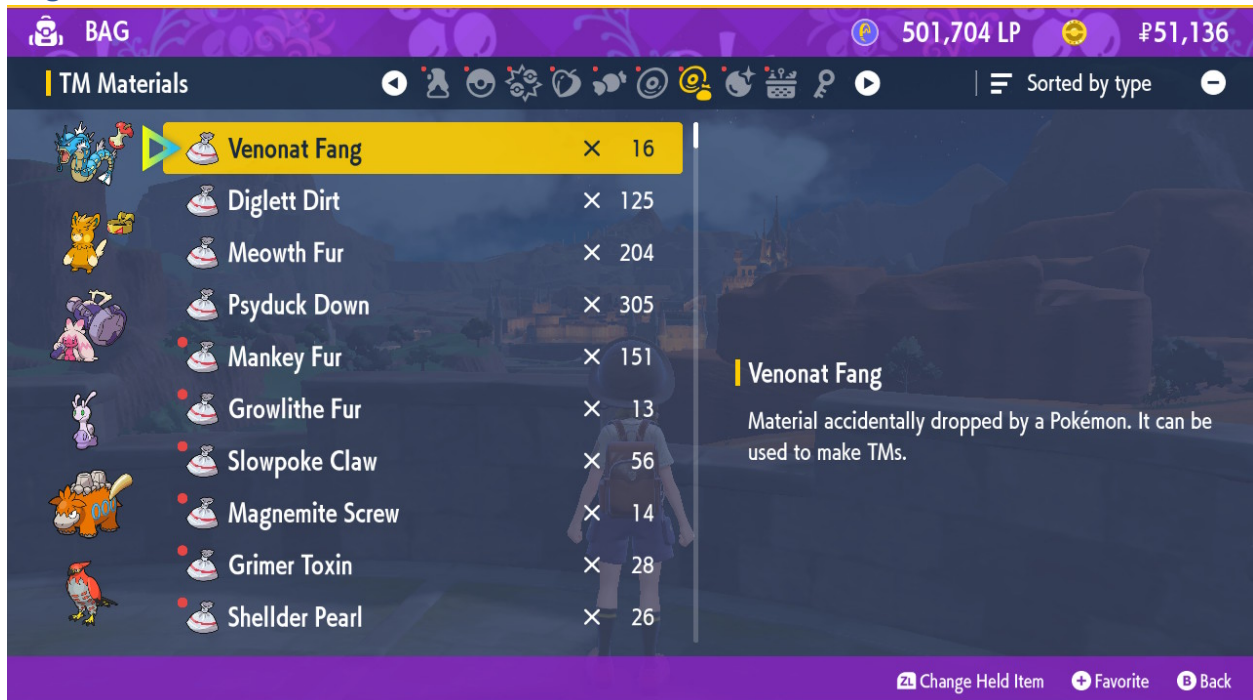 BAG
501,704 LP
₽51,136
TM Materials
Sorted by type
Venonat Fang × 16
Diglett Dirt × 125
Meowth Fur × 204
Psyduck Down × 305
Mankey Fur × 151
Growlithe Fur × 13
Slowpoke Claw × 56
Magnemite Screw × 14
Grimer Toxin × 28
Shellder Pearl × 26
Venonat Fang
Material accidentally dropped by a Pokémon. It can be
used to make TMs.
ZL Change Held Item
+ Favorite
B Back